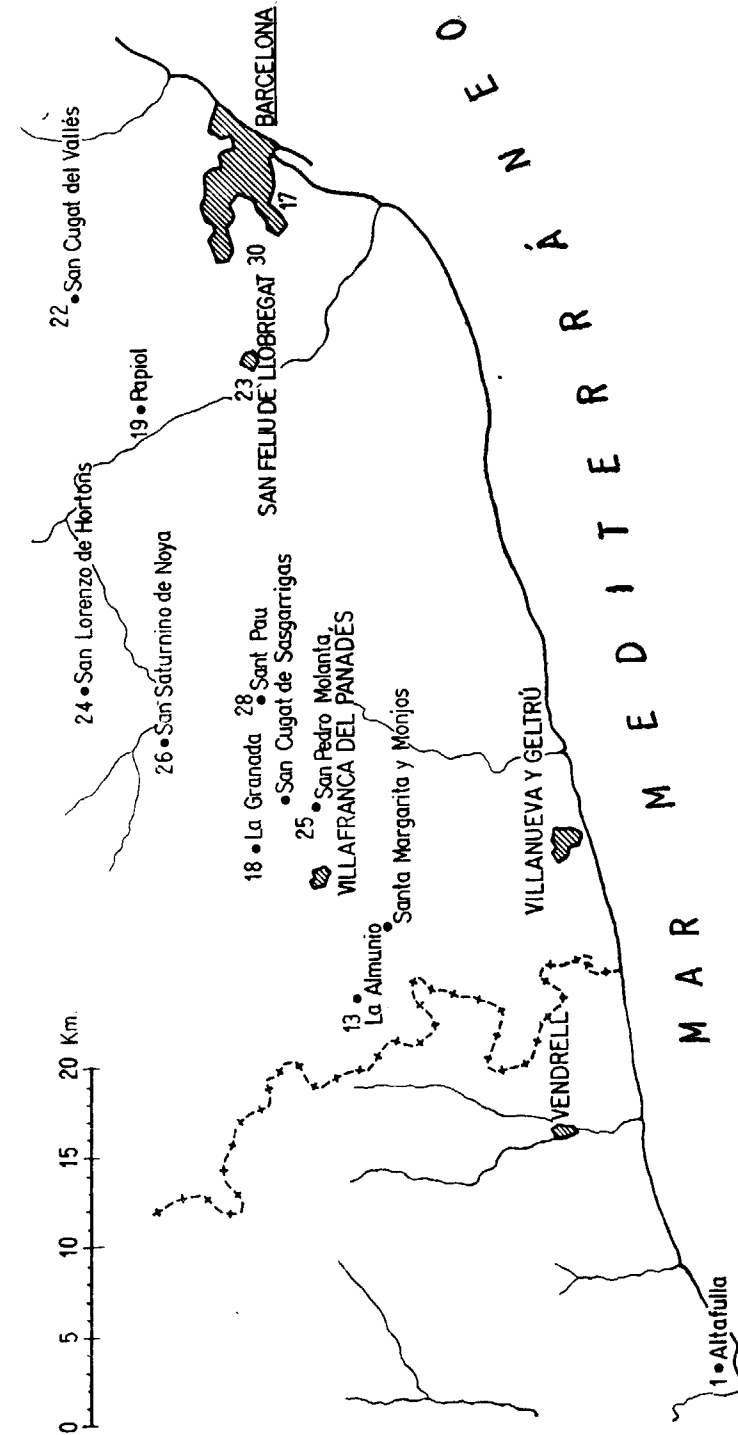 0 5 10 15 20 Km.
22 San Cugat del Vallés
19 Papiol
24 San Lorenzo de Hortóns
26 San Saturnino de Noya
BARCELONA
17
30
23
SAN FELIU DE LLOBREGAT
18 La Granada
28 Sant Pau
San Cugat de Sasgarrigas
25 San Pedro Molanta,
VILLAFRANCA DEL PANADES
Santa Margarita y Monjos
13
La Almunio
VILLANUEVA Y GELTRÚ
VENDRELL
1 Altafulla
MAR MEDITERRÁNEO